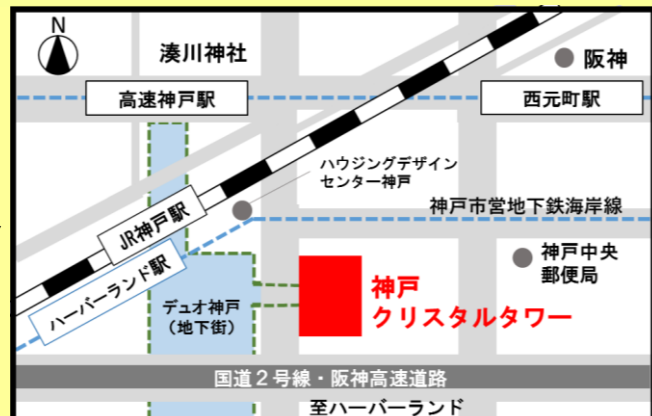 N
湊川神社
阪神
高速神戸駅
西元町駅
ハウジングデザイン
センター神戸
神戸市営地下鉄海岸線
JR神戸駅
ハーバーランド駅
神戸中央
郵便局
デュオ神戸
（地下街）
神戸
クリスタルタワー
国道２号線・阪神高速道路
至ハーバーランド